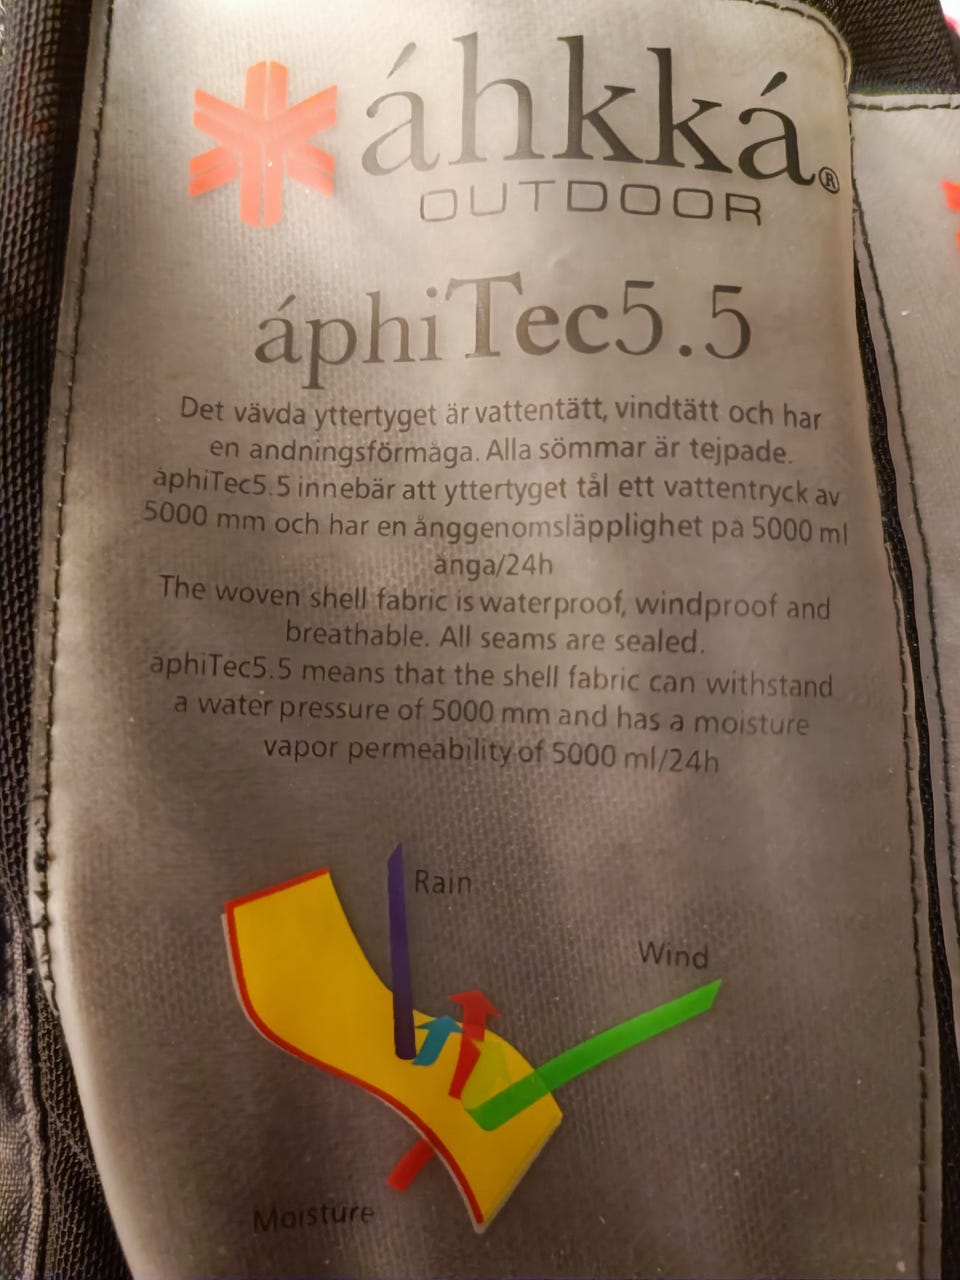 áhkká®
OUTDOOR
áphiTec5.5
Det vävda yttertyget är vattentätt, vindtätt och har
en andningsförmåga. Alla sömmar är tejpade.
áphiTec5.5 innebär att yttertyget tål ett vattentryck av
5000 mm och har en ånggenomsläpplighet på 5000 ml
ånga/24h
The woven shell fabric is waterproof, windproof and
breathable. All seams are sealed.
áphiTec5.5 means that the shell fabric can withstand
a water pressure of 5000 mm and has a moisture
vapor permeability of 5000 ml/24h
Rain
Wind
Moisture